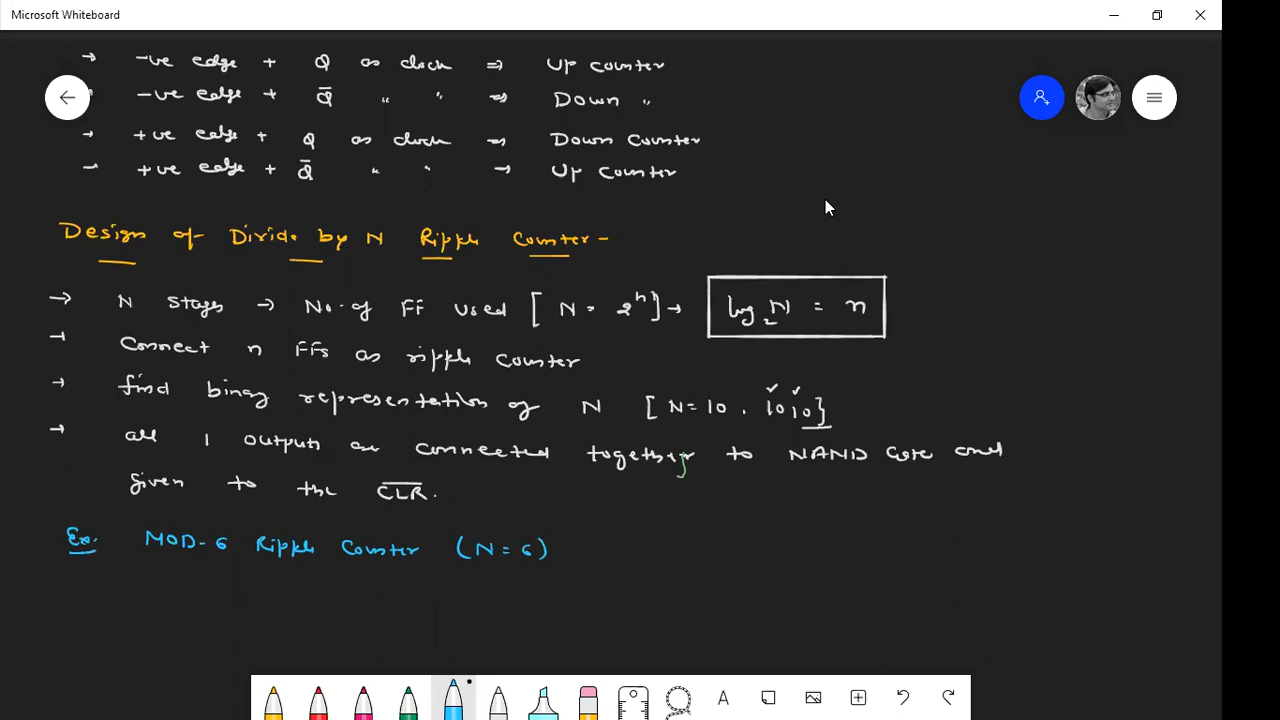 Microsoft Whiteboard
→ -ve edge + Q as clock ⇒ Up counter
-ve edge + Q̄ " " ⇒ Down "
→ +ve edge + Q as clock ⇒ Down Counter
- +ve edge + Q̄ " " → Up Counter
Design of Divide by N Ripple Counter-
→ N Stages → No. of FF used [ N = 2ⁿ ] → log₂N = n
→ Connect n FFs as ripple counter
→ find binary representation of N [ N=10, 1010]
→ all 1 outputs are connected together to NAND Gate and
given to the C̅L̅R̅.
Ex. MOD-6 Ripple Counter (N=6)
A